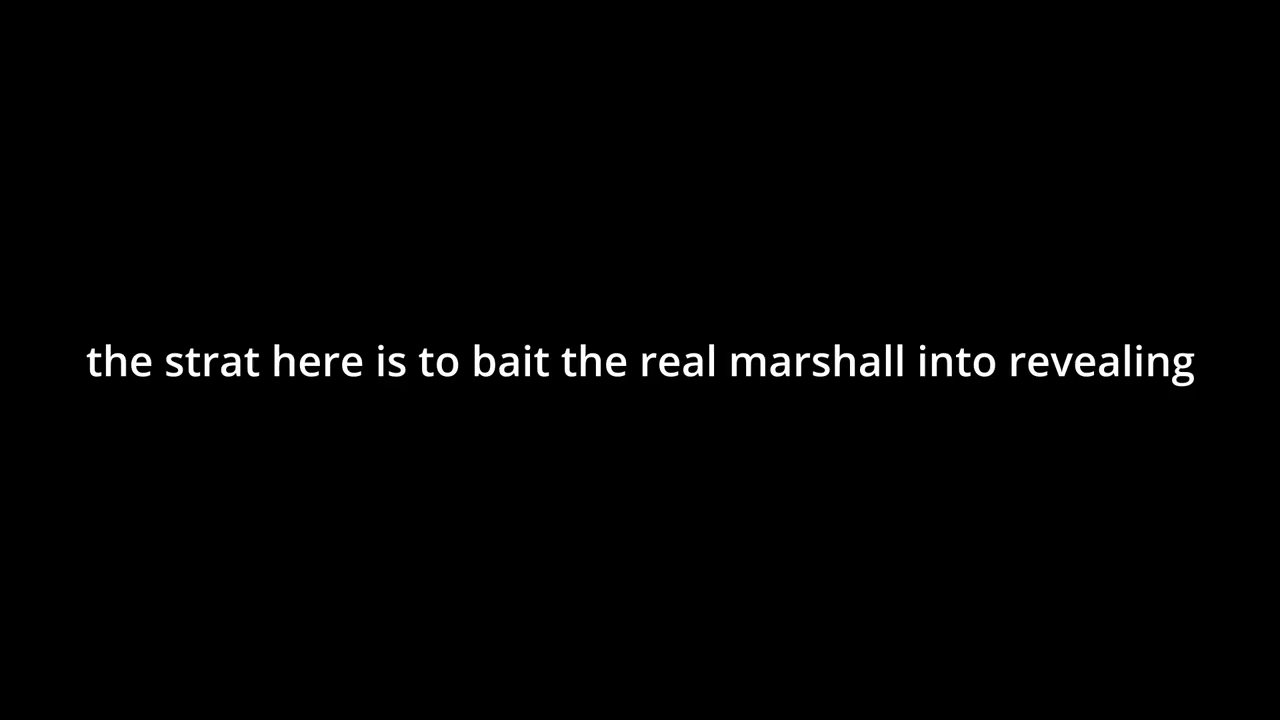 the strat here is to bait the real marshall into revealing